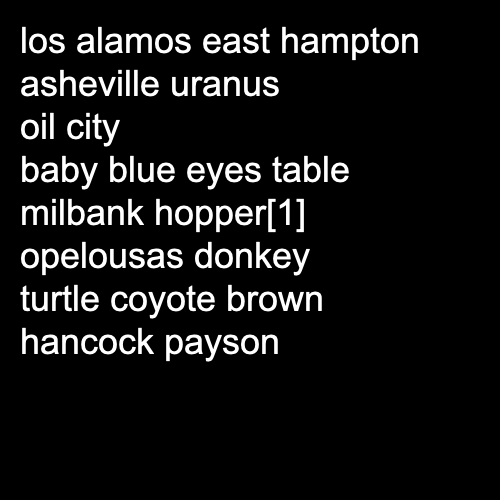 los alamos east hampton
asheville uranus
oil city
baby blue eyes table
milbank hopper[1]
opelousas donkey
turtle coyote brown
hancock payson